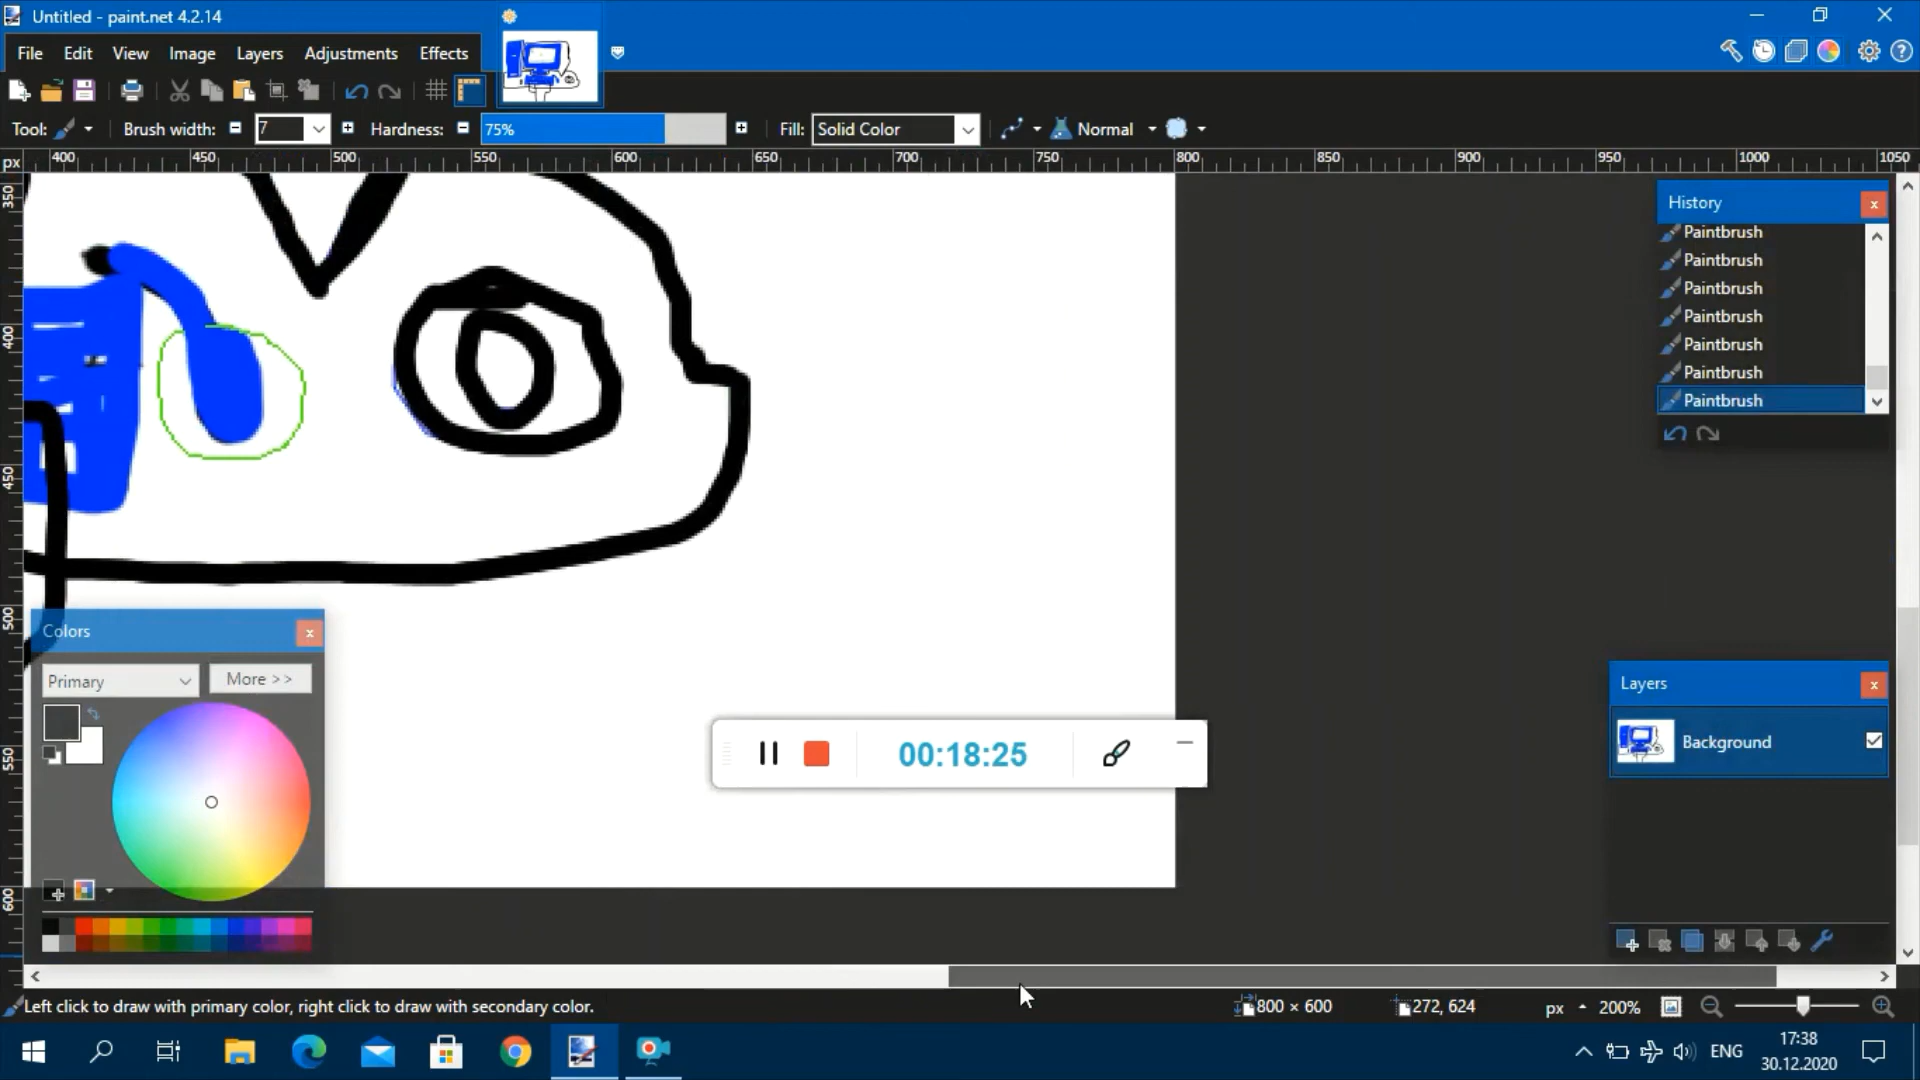 Untitled - paint.net 4.2.14
File Edit View Image Layers Adjustments Effects
Tool: Brush width: 7 Hardness: 75% Fill: Solid Color Normal
px 400 450 500 550 600 650 700 750 800 850 900 950 1000 1050
350
400
450
500
550
600
History
Paintbrush
Paintbrush
Paintbrush
Paintbrush
Paintbrush
Paintbrush
Paintbrush
Colors
Primary More >>
00:18:25
Layers
Background
Left click to draw with primary color, right click to draw with secondary color. 800 × 600 272, 624 px 200%
ENG 17:38
30.12.2020